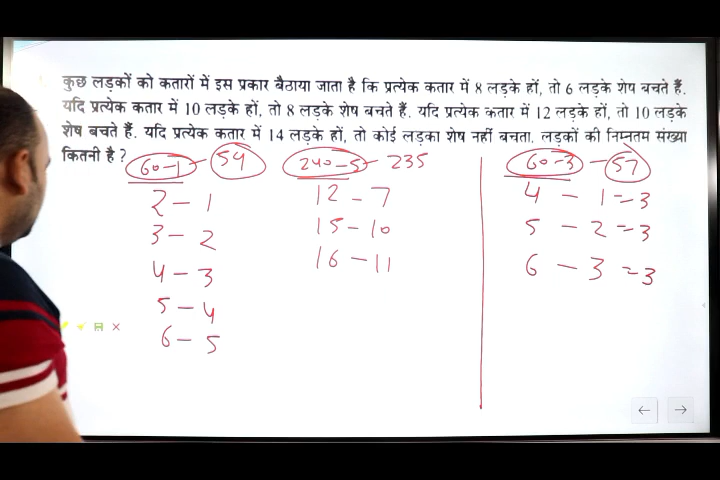 कुछ लड़कों को कतारों में इस प्रकार बैठाया जाता है कि प्रत्येक कतार में 8 लड़के हों, तो 6 लड़के शेष बचते हैं.
यदि प्रत्येक कतार में 10 लड़के हों, तो 8 लड़के शेष बचते हैं. यदि प्रत्येक कतार में 12 लड़के हों, तो 10 लड़के
शेष बचते हैं. यदि प्रत्येक कतार में 14 लड़के हों, तो कोई लड़का शेष नहीं बचता. लड़कों की निम्नतम संख्या
कितनी है ?
60-1 - 59
2 - 1
3 - 2
4 - 3
5 - 4
6 - 5
240-5 - 235
12 - 7
15 - 10
16 - 11
60-3 - 57
4 - 1 = 3
5 - 2 = 3
6 - 3 = 3